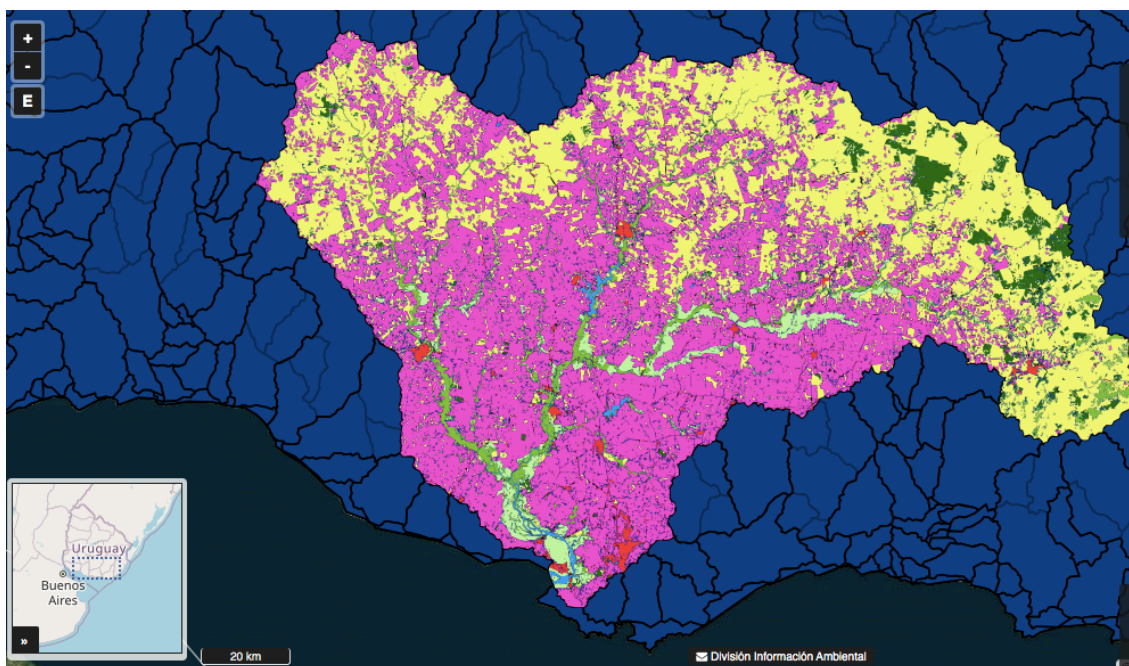 +
-
E
Uruguay
Buenos
Aires
»
20 km
División Información Ambiental